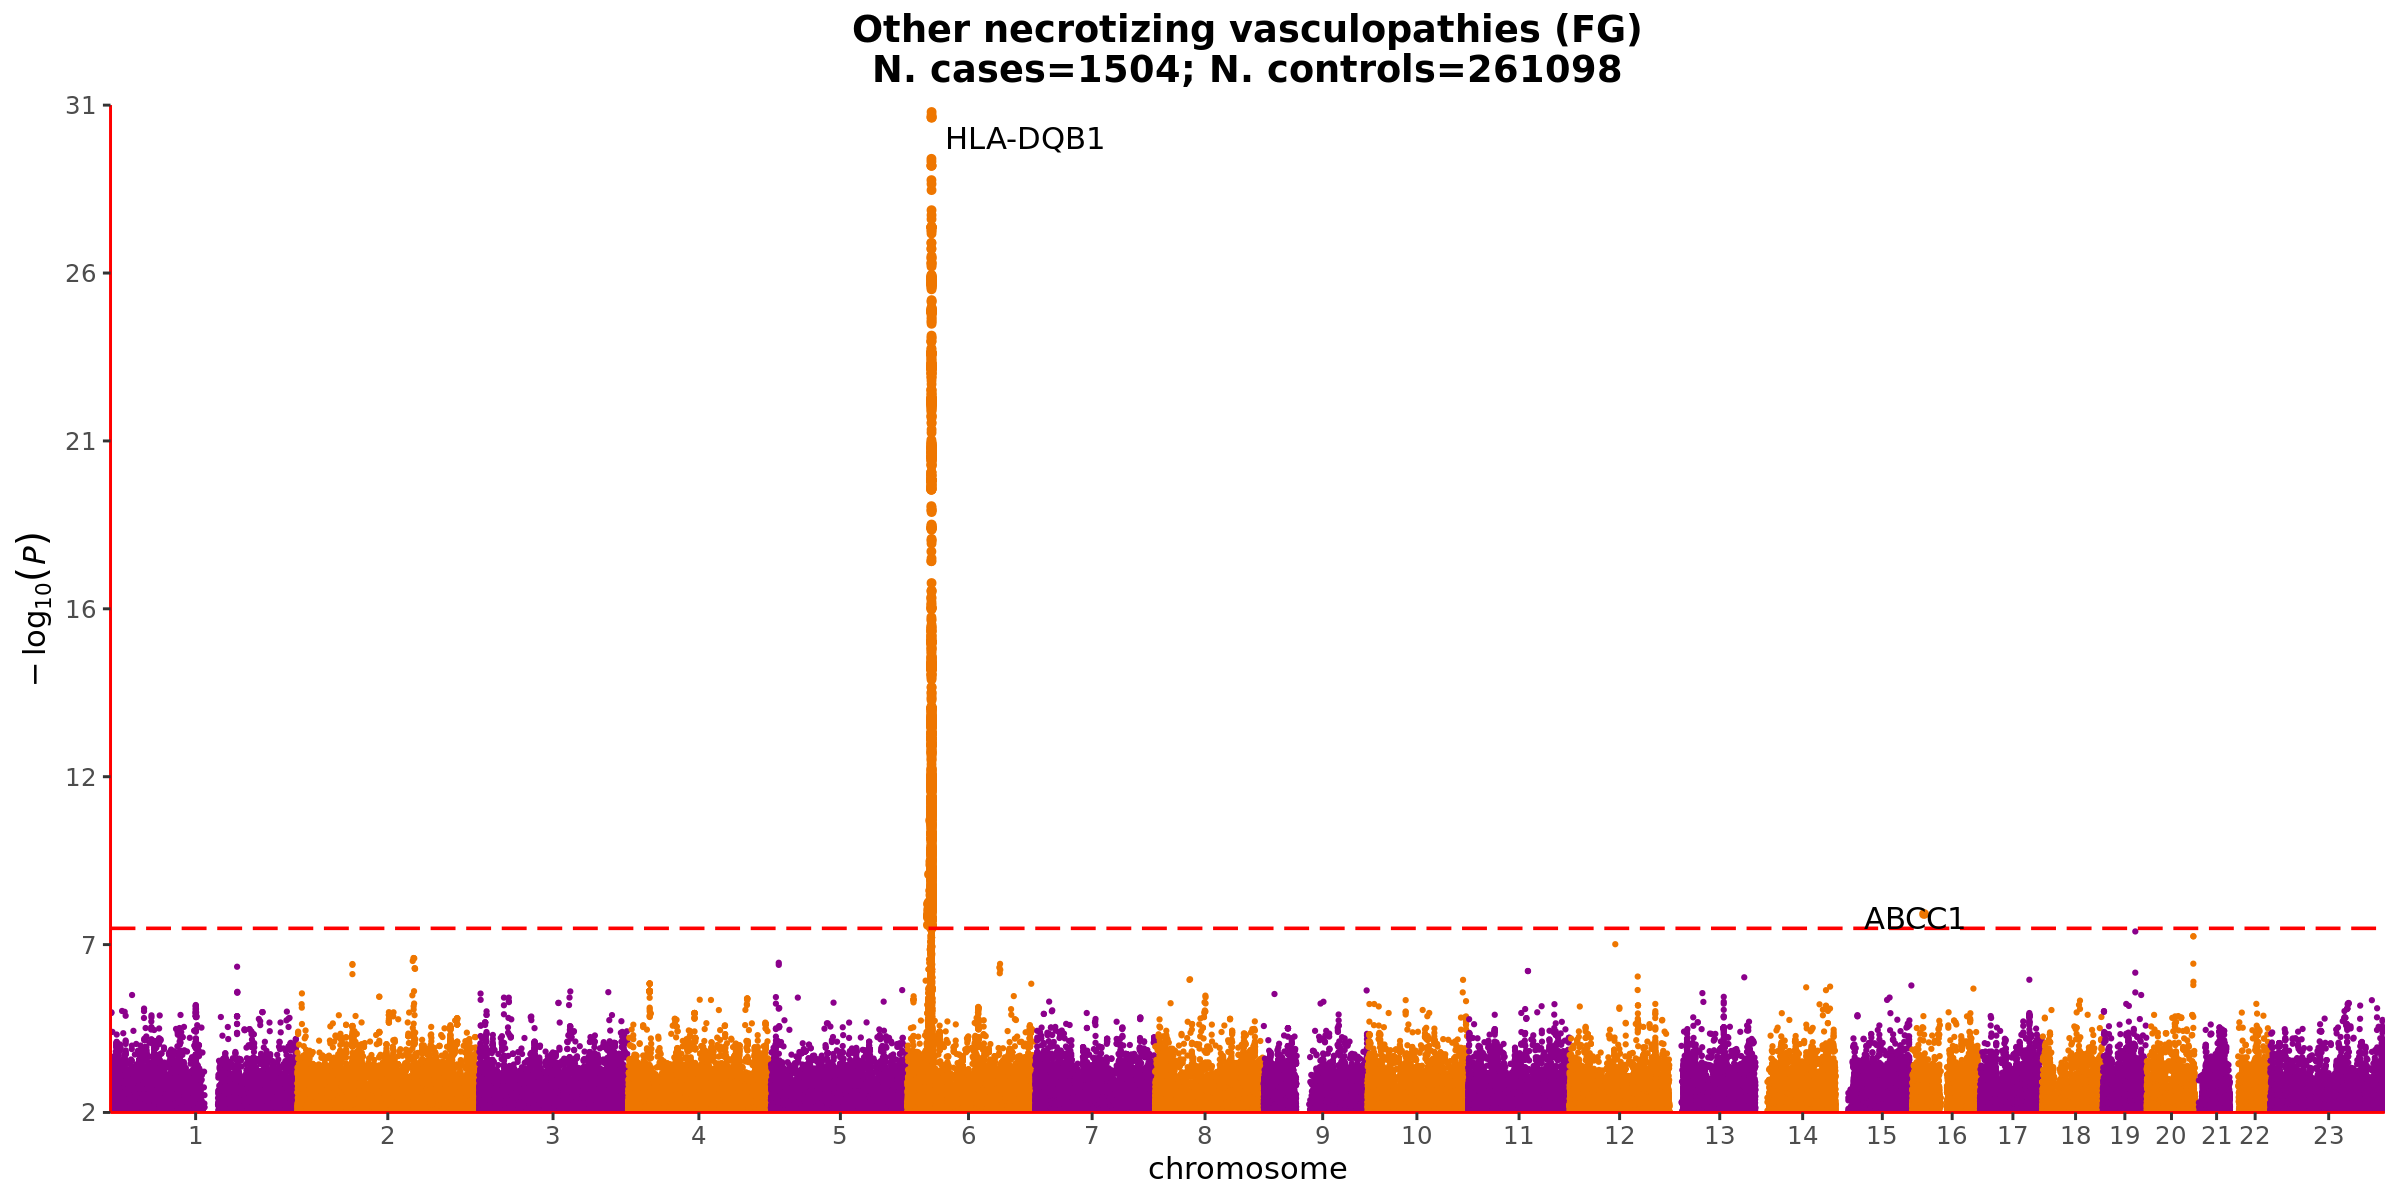 Other necrotizing vasculopathies (FG)
N. cases=1504; N. controls=261098
31
HLA-DQB1
26
21
− log₁₀(P)
16
12
ABCC1
7
2
1 2 3 4 5 6 7 8 9 10 11 12 13 14 15 16 17 18 19 20 21 22 23
chromosome